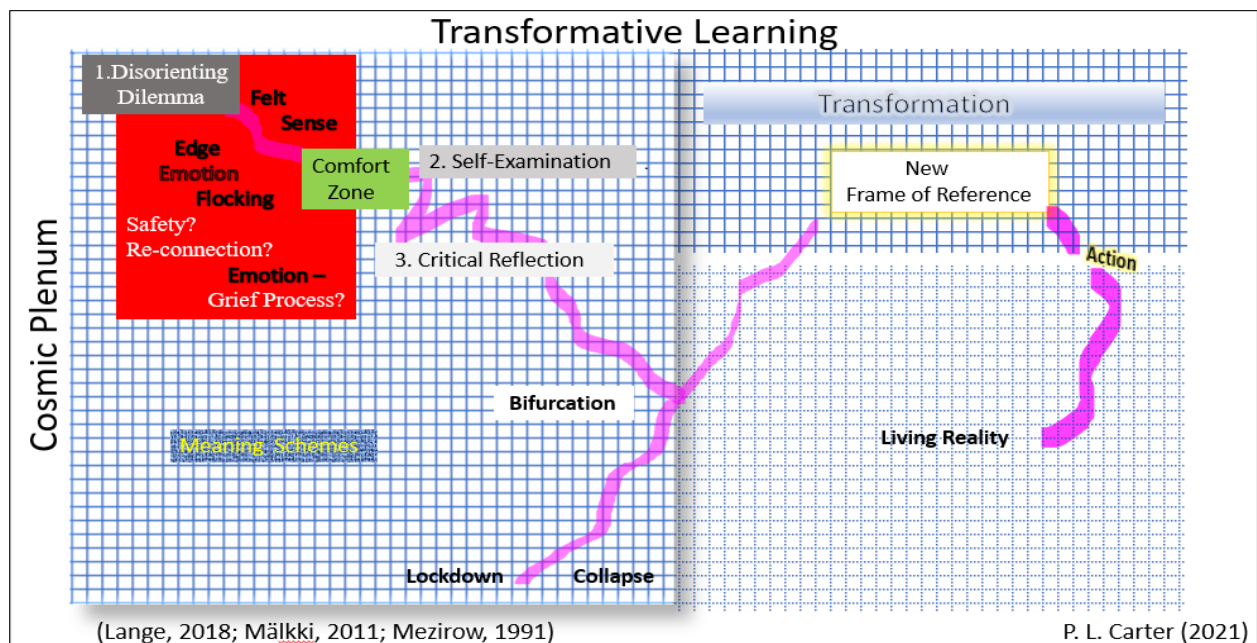 Transformative Learning
Cosmic Plenum
1.Disorienting
Dilemma
Felt
Sense
Edge
Emotion
Flocking
Safety?
Re-connection?
Emotion –
Grief Process?
Comfort
Zone
2. Self-Examination
3. Critical Reflection
Bifurcation
Meaning Schemes
Lockdown
Collapse
Transformation
New
Frame of Reference
Action
Living Reality
(Lange, 2018; Mälkki, 2011; Mezirow, 1991)
P. L. Carter (2021)